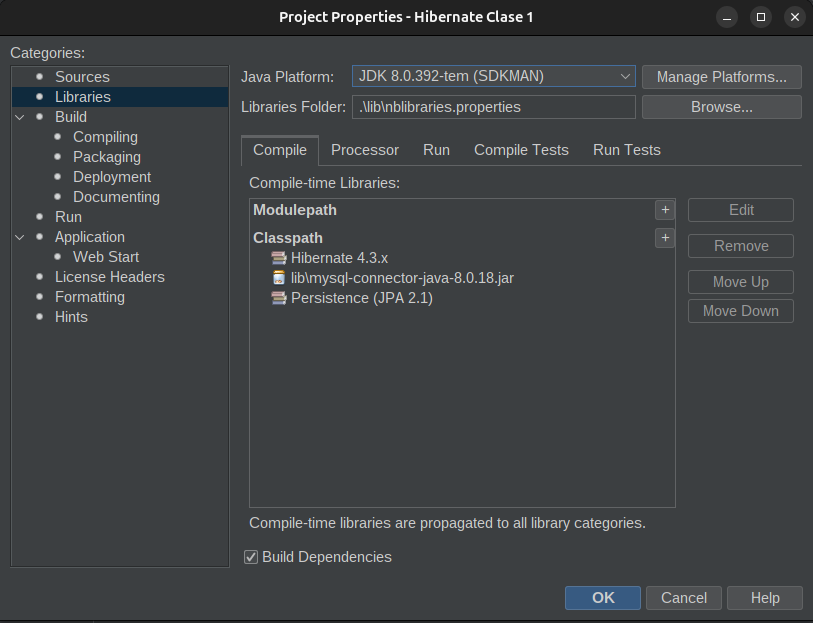 Project Properties - Hibernate Clase 1
Categories:
Sources
Libraries
Build
Compiling
Packaging
Deployment
Documenting
Run
Application
Web Start
License Headers
Formatting
Hints
Java Platform:
JDK 8.0.392-tem (SDKMAN)
Manage Platforms...
Libraries Folder:
.\lib\nblibraries.properties
Browse...
Compile Processor Run Compile Tests Run Tests
Compile-time Libraries:
Modulepath
+
Classpath
+
Hibernate 4.3.x
lib\mysql-connector-java-8.0.18.jar
Persistence (JPA 2.1)
Edit
Remove
Move Up
Move Down
Compile-time libraries are propagated to all library categories.
Build Dependencies
OK Cancel Help